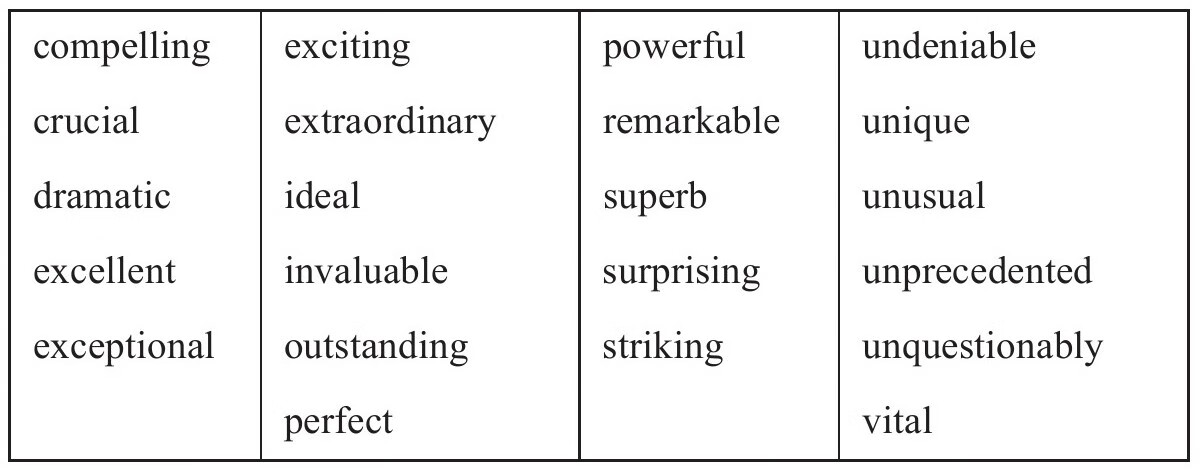 compelling exciting powerful undeniable
crucial extraordinary remarkable unique
dramatic ideal superb unusual
excellent invaluable surprising unprecedented
exceptional outstanding striking unquestionably
perfect vital